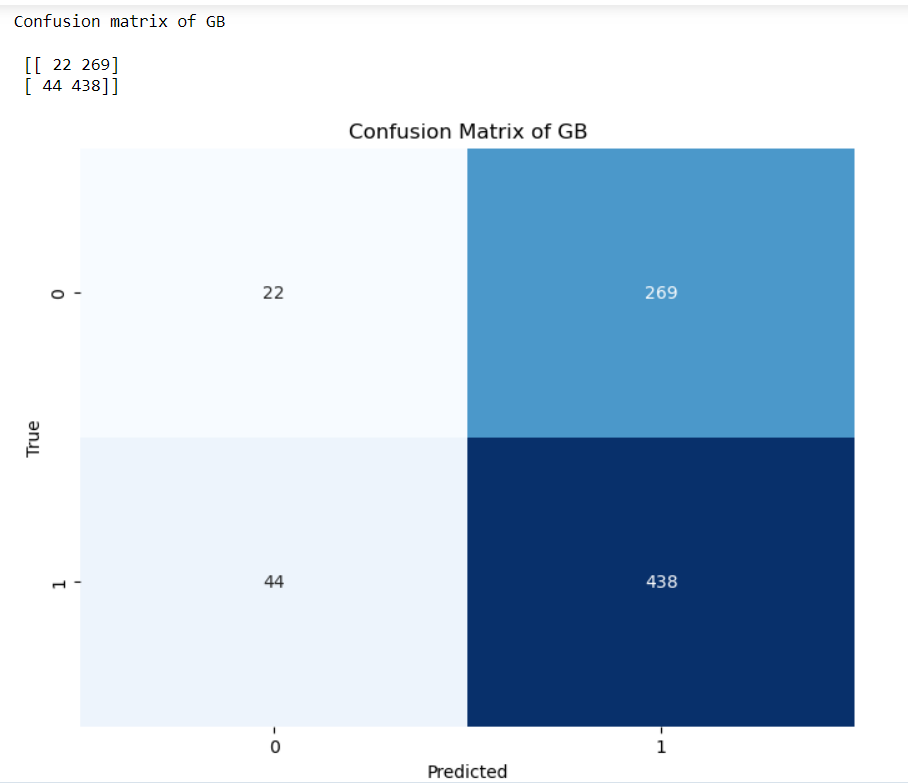 Confusion matrix of GB
[[ 22 269]
[ 44 438]]
Confusion Matrix of GB
0
22
269
True
1
44
438
0
1
Predicted